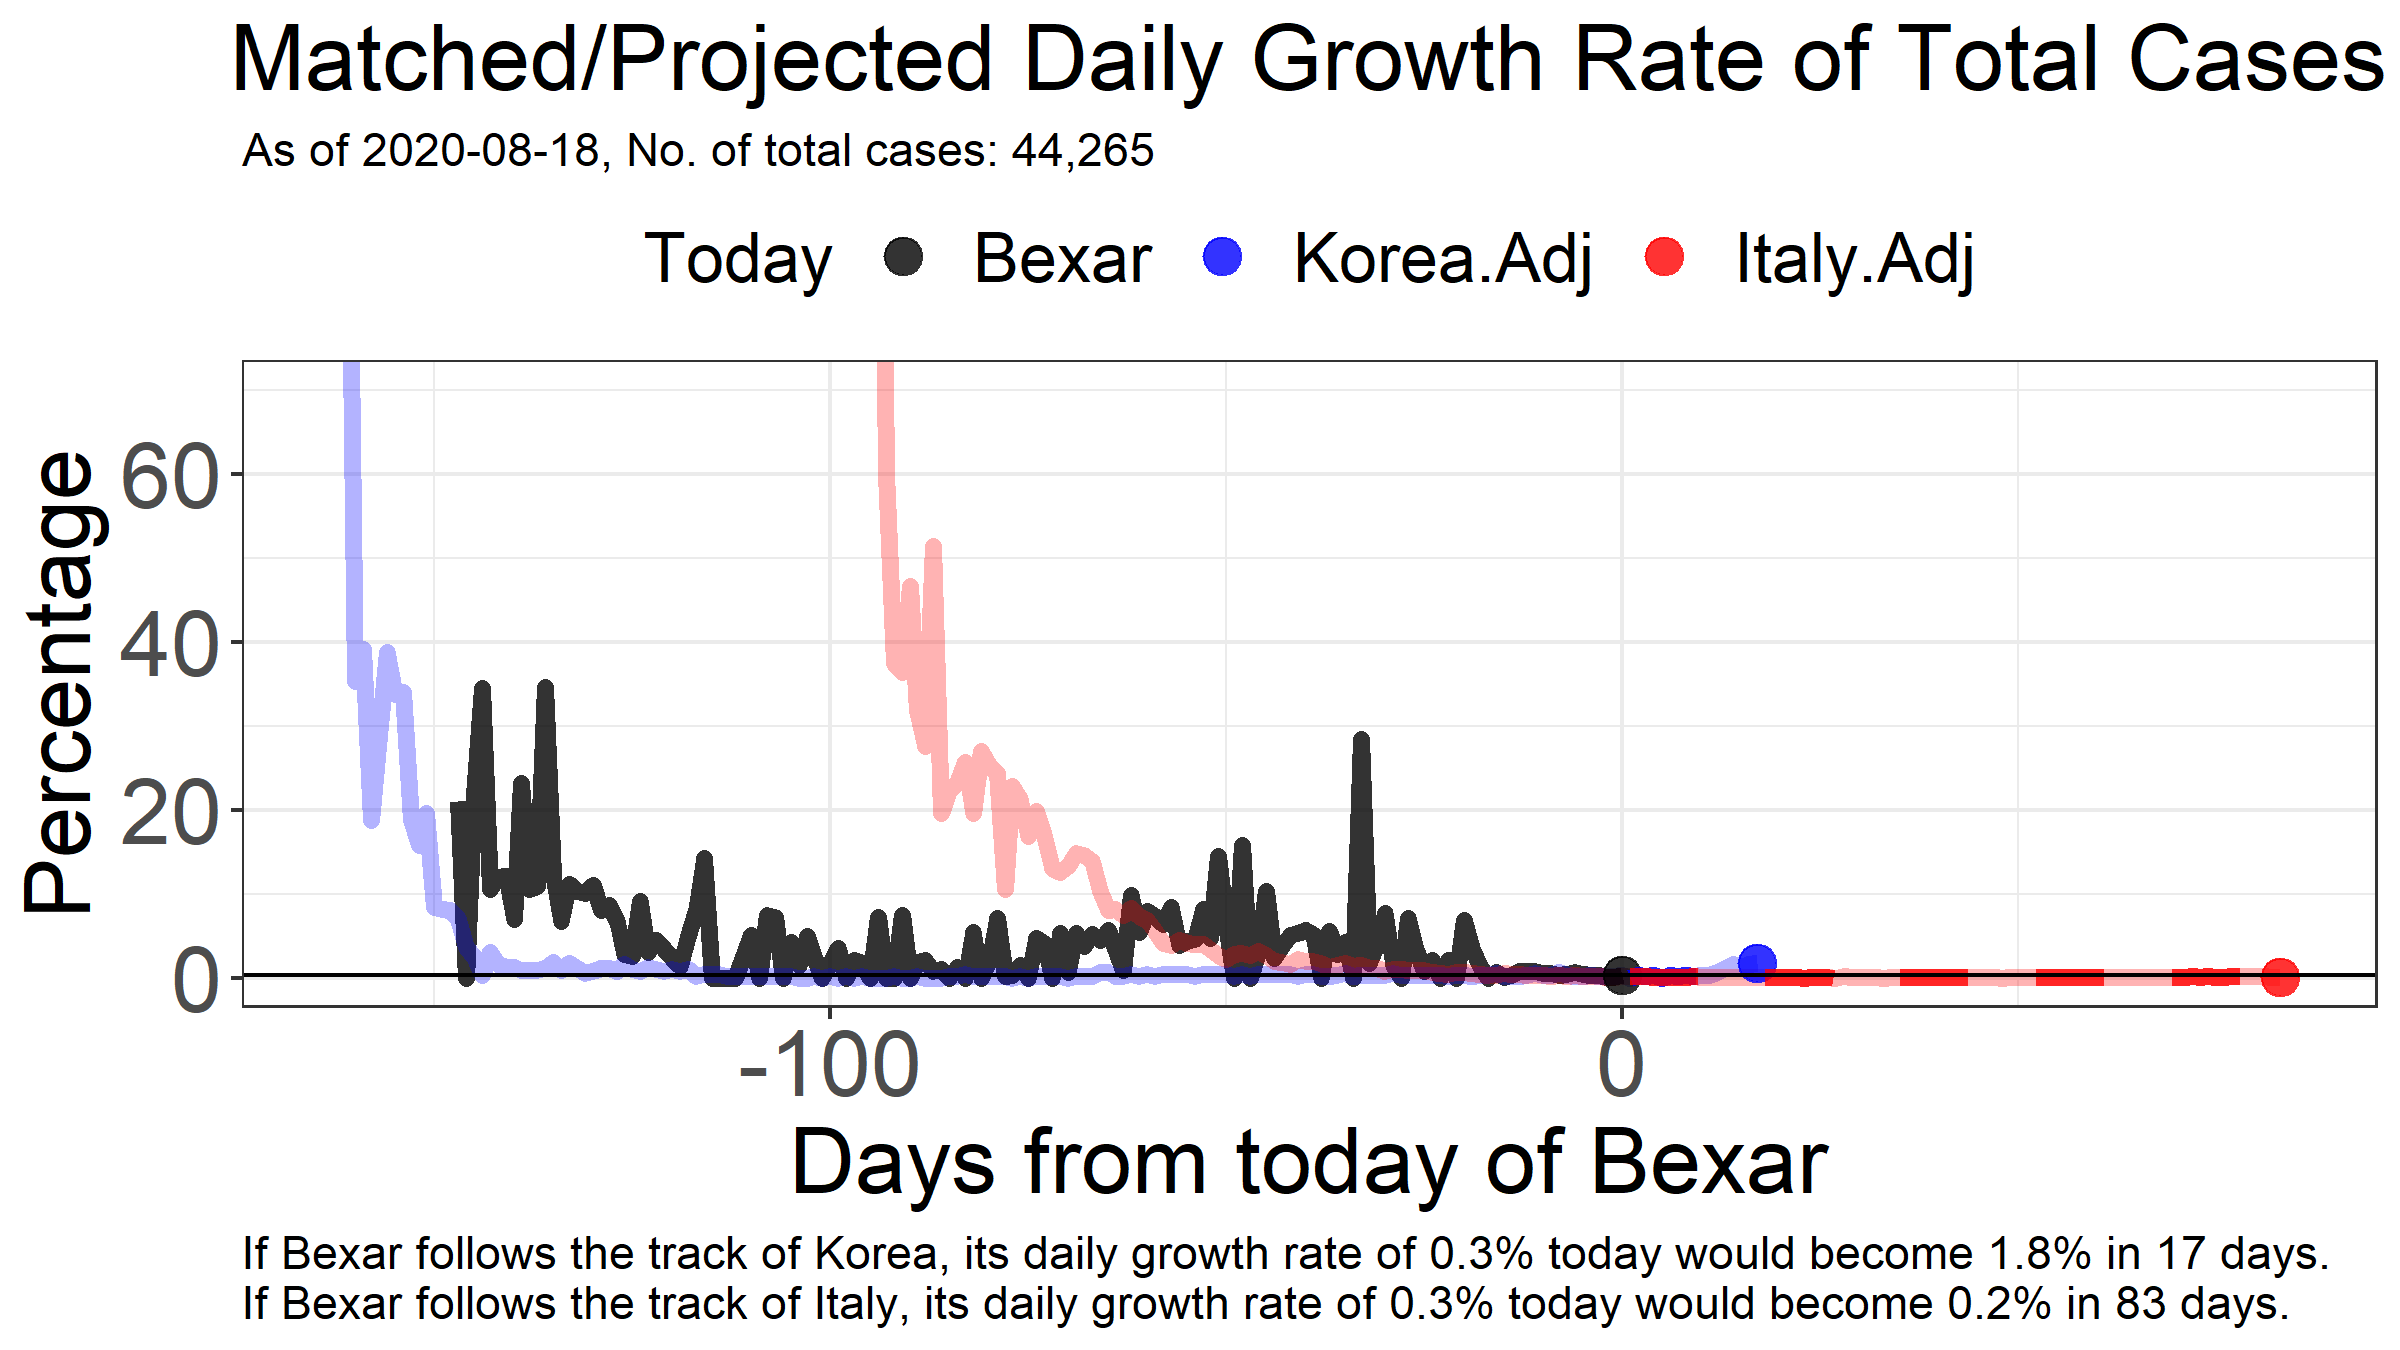 Matched/Projected Daily Growth Rate of Total Cases
As of 2020-08-18, No. of total cases: 44,265
Today Bexar Korea.Adj Italy.Adj
Percentage
60
40
20
0
-100 0
Days from today of Bexar
If Bexar follows the track of Korea, its daily growth rate of 0.3% today would become 1.8% in 17 days.
If Bexar follows the track of Italy, its daily growth rate of 0.3% today would become 0.2% in 83 days.